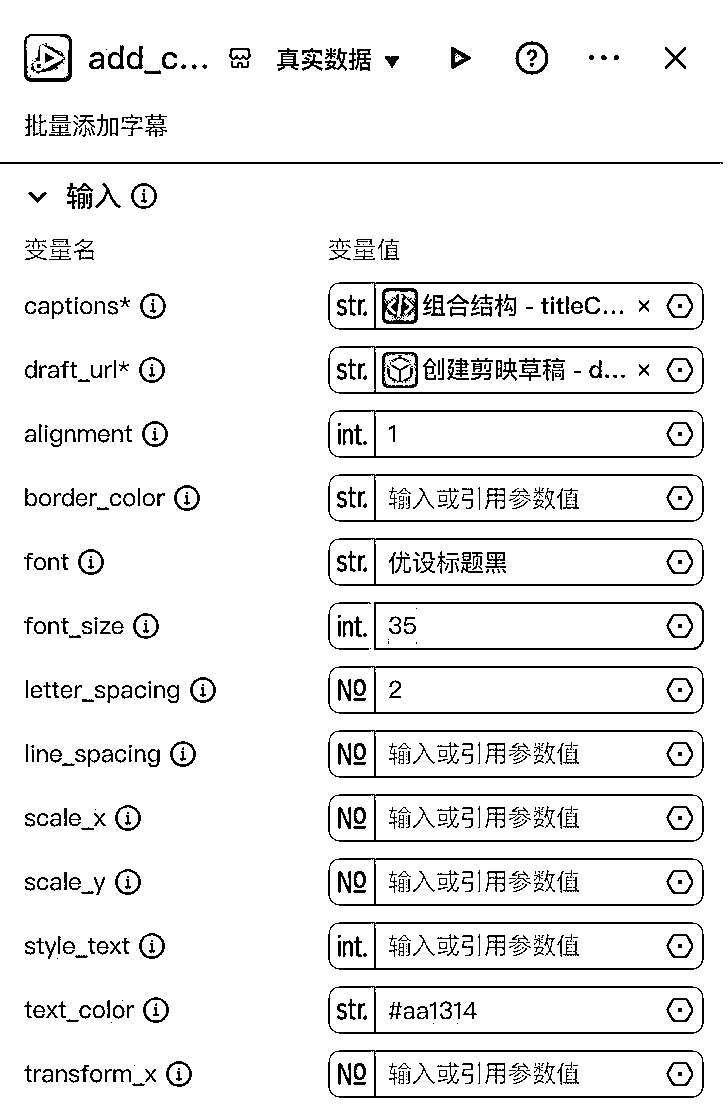 add_c... 真实数据
批量添加字幕
输入
变量名 变量值
captions* str. 组合结构 - titleC...
draft_url* str. 创建剪映草稿 - d...
alignment int. 1
border_color str. 输入或引用参数值
font str. 优设标题黑
font_size int. 35
letter_spacing № 2
line_spacing № 输入或引用参数值
scale_x № 输入或引用参数值
scale_y № 输入或引用参数值
style_text int. 输入或引用参数值
text_color str. #aa1314
transform_x № 输入或引用参数值